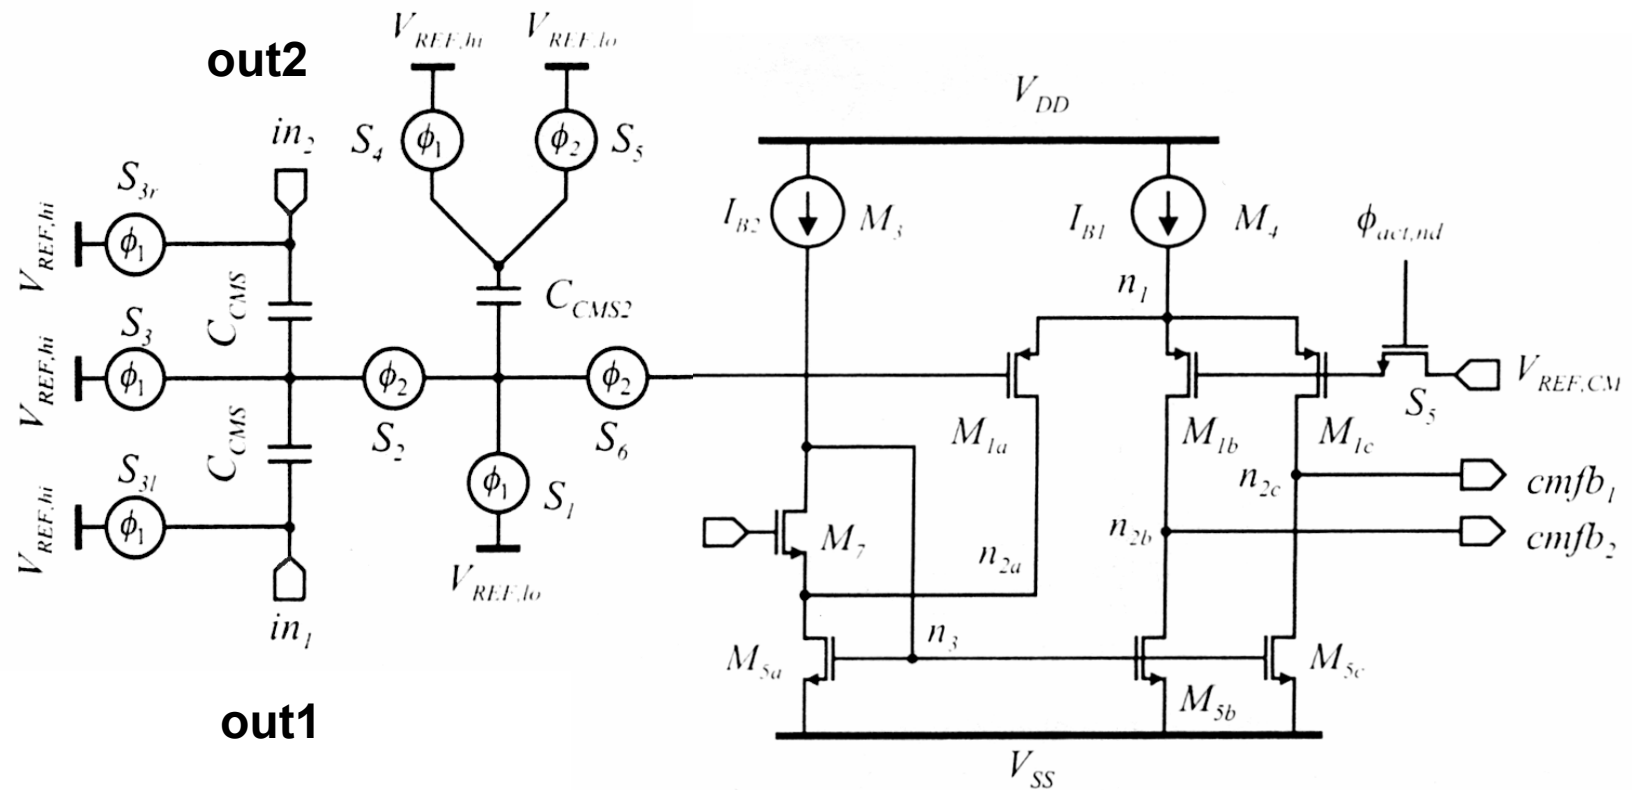 V_REF,hi V_REF,lo
out2
V_DD
in_2
S_4 ϕ_1 ϕ_2 S_5
S_3r
V_REF,hi ϕ_1
I_B2 M_3 I_B1 M_4 ϕ_act,nd
n_1
C_CMS
C_CMS2
S_3
V_REF,hi ϕ_1 ϕ_2 ϕ_2
S_2 S_6
V_REF,CM
S_5
M_1a M_1b M_1c
C_CMS
S_3l
V_REF,hi ϕ_1
ϕ_1 S_1
n_2c cmfb_1
n_2b cmfb_2
M_7
n_2a
V_REF,lo
in_1
n_3
M_5a M_5b M_5c
out1
V_SS